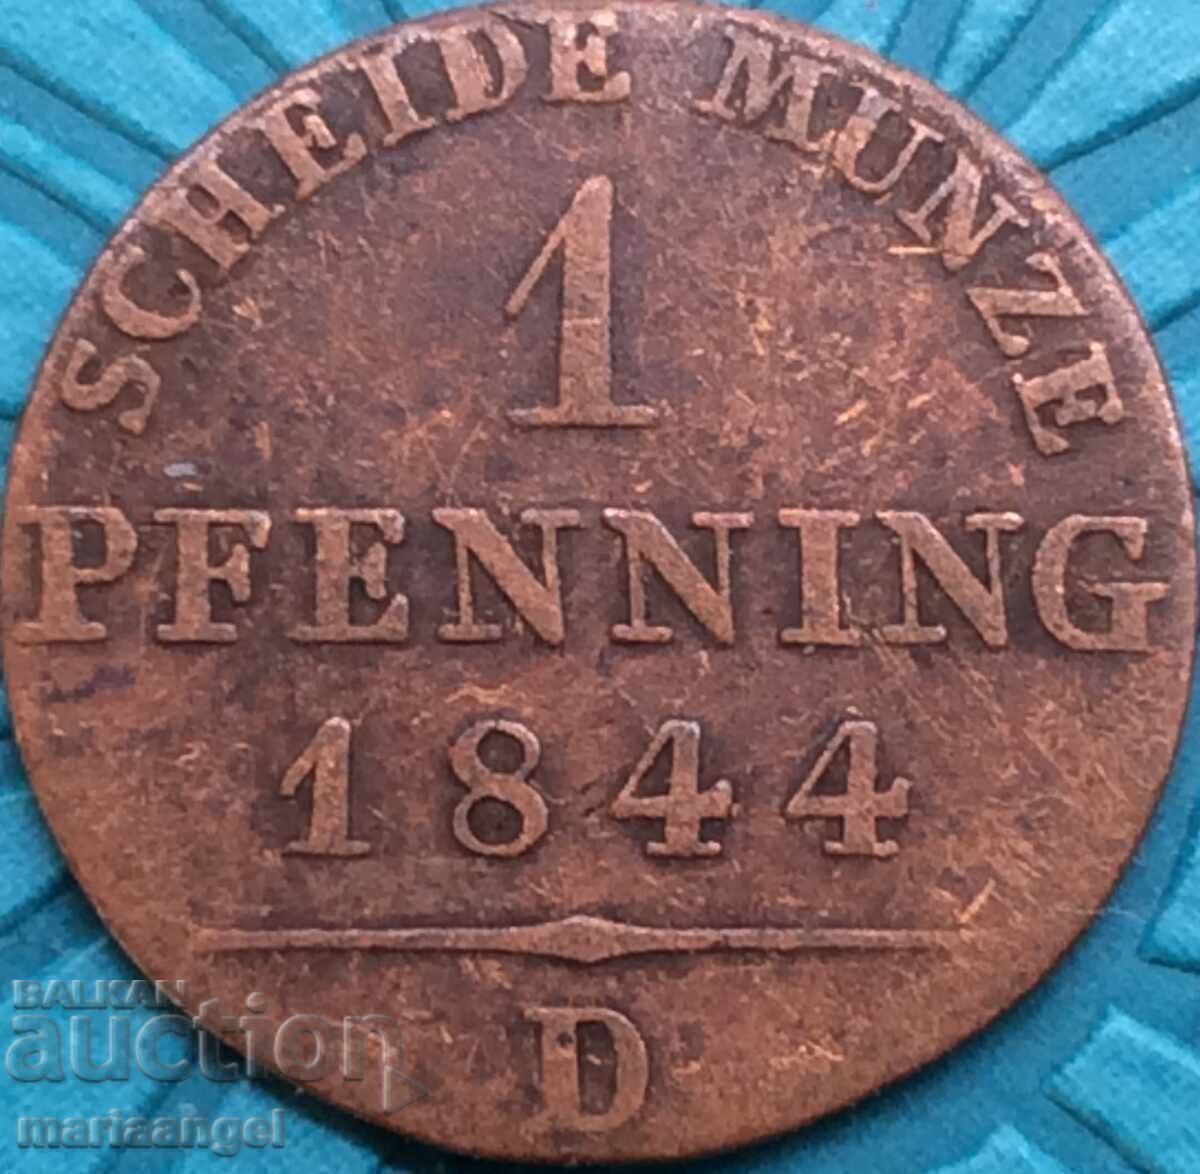 SCHEIDE MUNZE
1
PFENNING
1844
D
BALKAN
auction
mariaangel